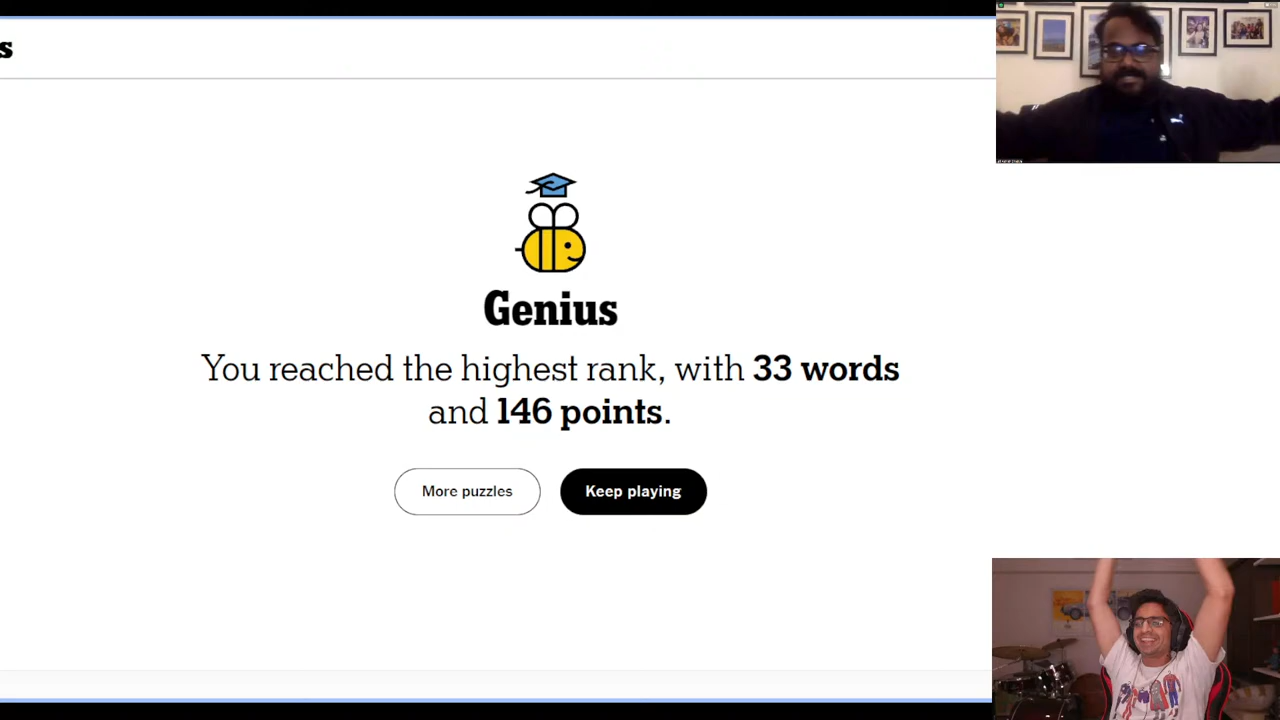 s
Genius
You reached the highest rank, with 33 words
and 146 points.
More puzzles
Keep playing